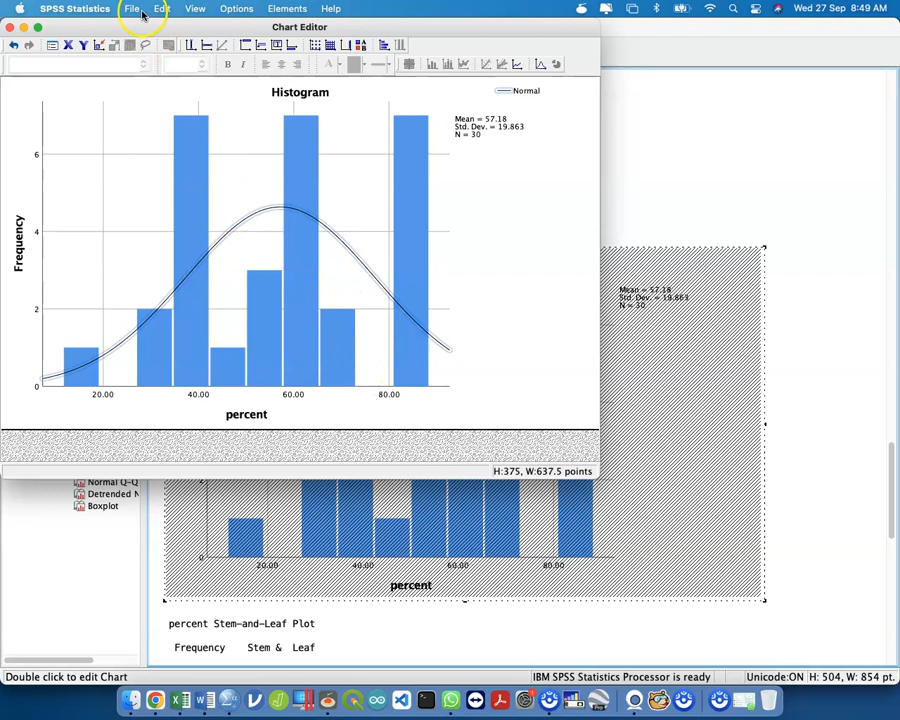 SPSS Statistics File Edit View Options Elements Help Wed 27 Sep 8:49 AM
Chart Editor
B I A
Histogram
Normal
Mean = 57.18
Std. Dev. = 19.863
N = 30
6
4
2
0
Frequency
20.00 40.00 60.00 80.00
percent
H:375, W:637.5 points
Mean = 57.18
Std. Dev. = 19.863
N = 30
Normal Q-Q
Detrended N
Boxplot
2
0
20.00 40.00 60.00 80.00
percent
percent Stem-and-Leaf Plot
Frequency Stem & Leaf
Double click to edit Chart IBM SPSS Statistics Processor is ready Unicode:ON H: 504, W: 854 pt.